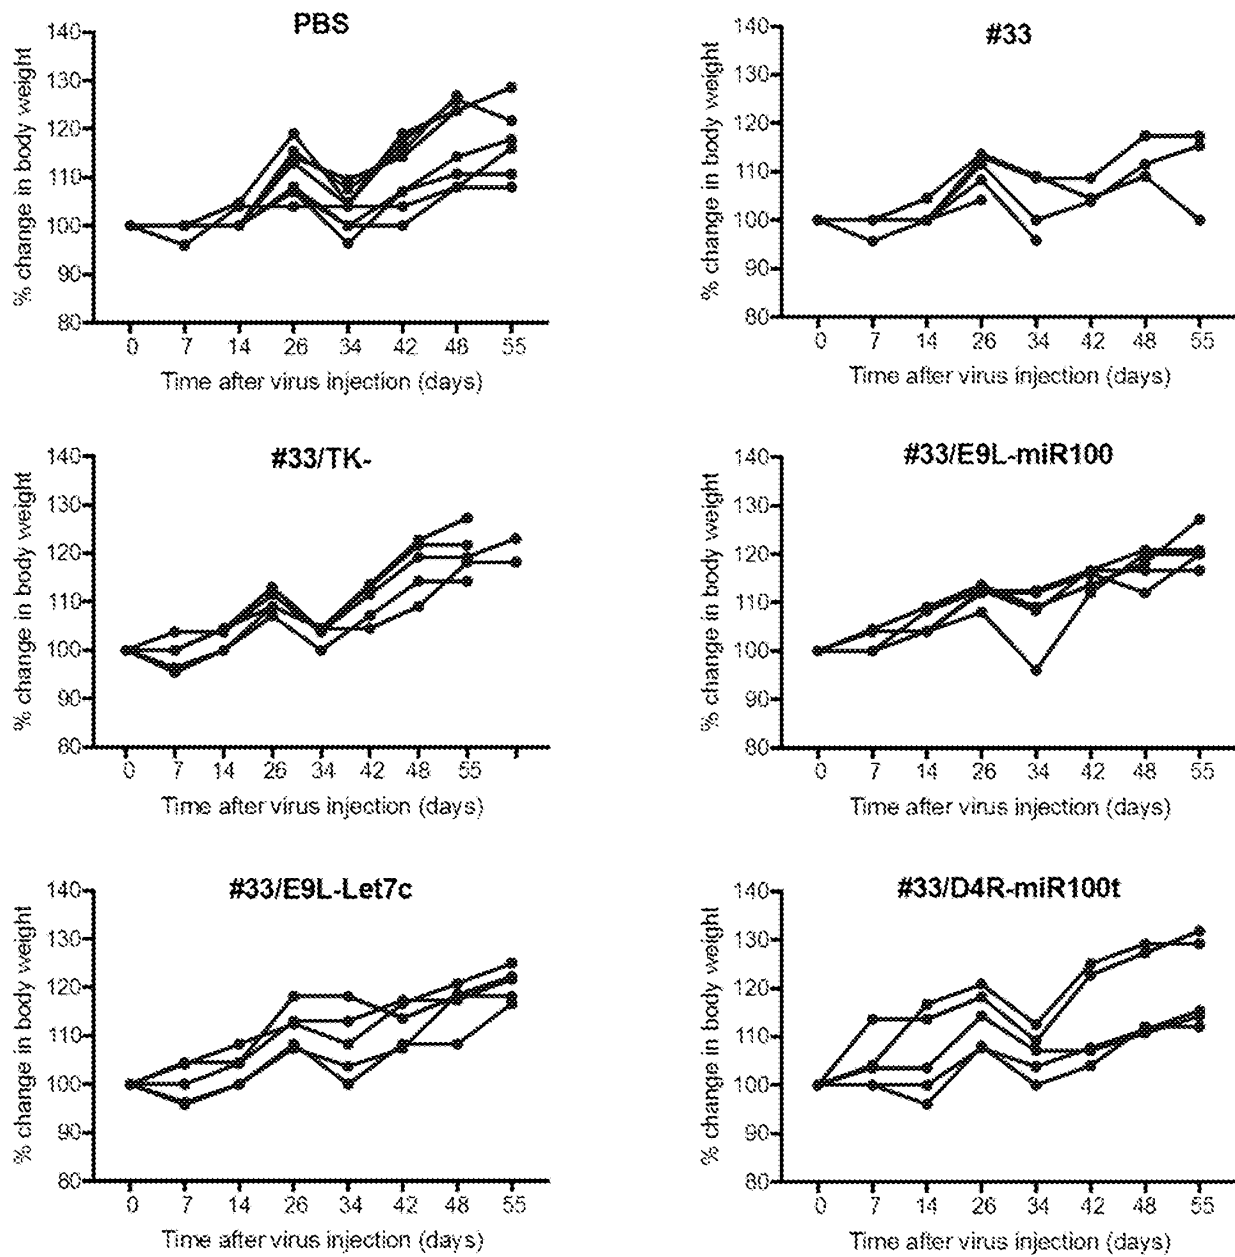 PBS
140
130
120
110
100
90
80
% change in body weight
0 7 14 26 34 42 48 55
Time after virus injection (days)
#33
140
130
120
110
100
90
80
% change in body weight
0 7 14 26 34 42 48 55
Time after virus injection (days)
#33/TK-
140
130
120
110
100
90
80
% change in body weight
0 7 14 26 34 42 48 55
Time after virus injection (days)
#33/E9L-miR100
140
130
120
110
100
90
80
% change in body weight
0 7 14 26 34 42 48 55
Time after virus injection (days)
#33/E9L-Let7c
140
130
120
110
100
90
80
% change in body weight
0 7 14 26 34 42 48 55
Time after virus injection (days)
#33/D4R-miR100t
140
130
120
110
100
90
80
% change in body weight
0 7 14 26 34 42 48 55
Time after virus injection (days)